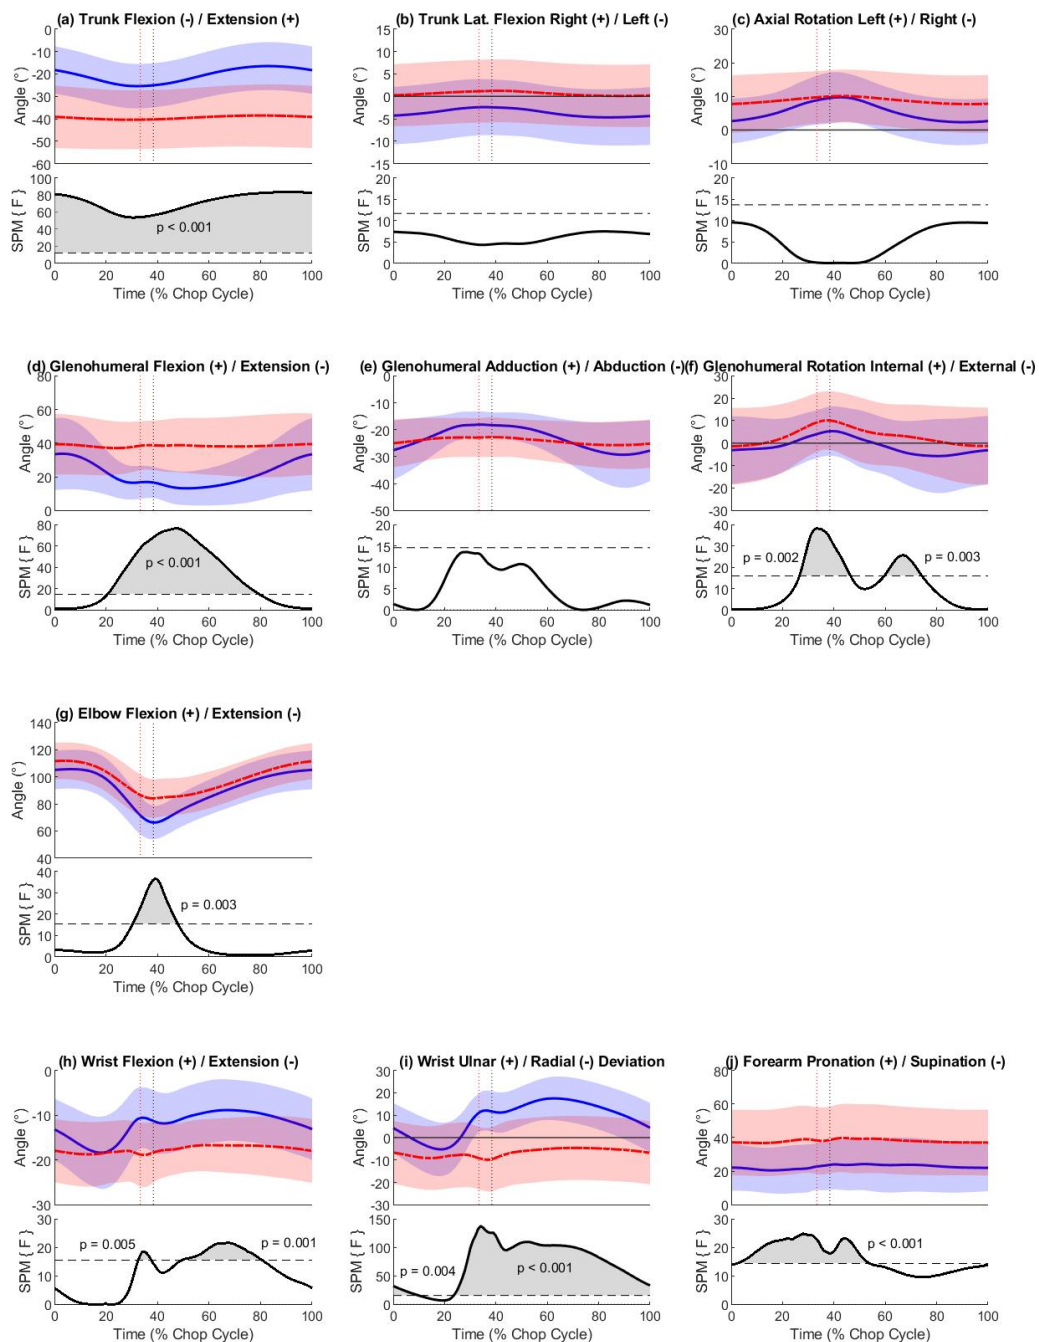 (a) Trunk Flexion (-) / Extension (+)
0
-10
-20
-30
-40
-50
-60
Angle (°)
100
80
60
40
20
0
SPM { F }
p < 0.001
0 20 40 60 80 100
Time (% Chop Cycle)
(b) Trunk Lat. Flexion Right (+) / Left (-)
15
10
5
0
-5
-10
-15
Angle (°)
20
15
10
5
0
SPM { F }
0 20 40 60 80 100
Time (% Chop Cycle)
(c) Axial Rotation Left (+) / Right (-)
30
20
10
0
-10
Angle (°)
20
15
10
5
0
SPM { F }
0 20 40 60 80 100
Time (% Chop Cycle)
(d) Glenohumeral Flexion (+) / Extension (-)
80
60
40
20
0
Angle (°)
80
60
40
20
0
SPM { F }
p < 0.001
0 20 40 60 80 100
Time (% Chop Cycle)
(e) Glenohumeral Adduction (+) / Abduction (-)
0
-10
-20
-30
-40
-50
Angle (°)
20
15
10
5
0
SPM { F }
0 20 40 60 80 100
Time (% Chop Cycle)
(f) Glenohumeral Rotation Internal (+) / External (-)
30
20
10
0
-10
-20
-30
Angle (°)
40
30
20
10
0
SPM { F }
p = 0.002
p = 0.003
0 20 40 60 80 100
Time (% Chop Cycle)
(g) Elbow Flexion (+) / Extension (-)
140
120
100
80
60
40
Angle (°)
40
30
20
10
0
SPM { F }
p = 0.003
0 20 40 60 80 100
Time (% Chop Cycle)
(h) Wrist Flexion (+) / Extension (-)
0
-10
-20
-30
Angle (°)
30
20
10
0
SPM { F }
p = 0.005
p = 0.001
0 20 40 60 80 100
Time (% Chop Cycle)
(i) Wrist Ulnar (+) / Radial (-) Deviation
30
20
10
0
-10
-20
-30
Angle (°)
150
100
50
0
SPM { F }
p = 0.004
p < 0.001
0 20 40 60 80 100
Time (% Chop Cycle)
(j) Forearm Pronation (+) / Supination (-)
80
60
40
20
0
Angle (°)
30
20
10
0
SPM { F }
p < 0.001
0 20 40 60 80 100
Time (% Chop Cycle)